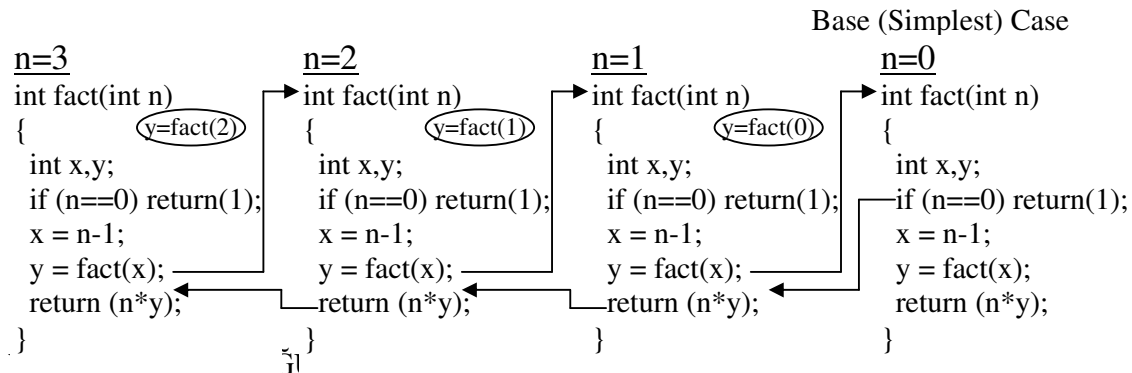 Base (Simplest) Case
n=3
int fact(int n)
{ y=fact(2)
int x,y;
if (n==0) return(1);
x = n-1;
y = fact(x);
return (n*y);
}
n=2
int fact(int n)
{ y=fact(1)
int x,y;
if (n==0) return(1);
x = n-1;
y = fact(x);
return (n*y);
}
n=1
int fact(int n)
{ y=fact(0)
int x,y;
if (n==0) return(1);
x = n-1;
y = fact(x);
return (n*y);
}
n=0
int fact(int n)
{
int x,y;
if (n==0) return(1);
x = n-1;
y = fact(x);
return (n*y);
}